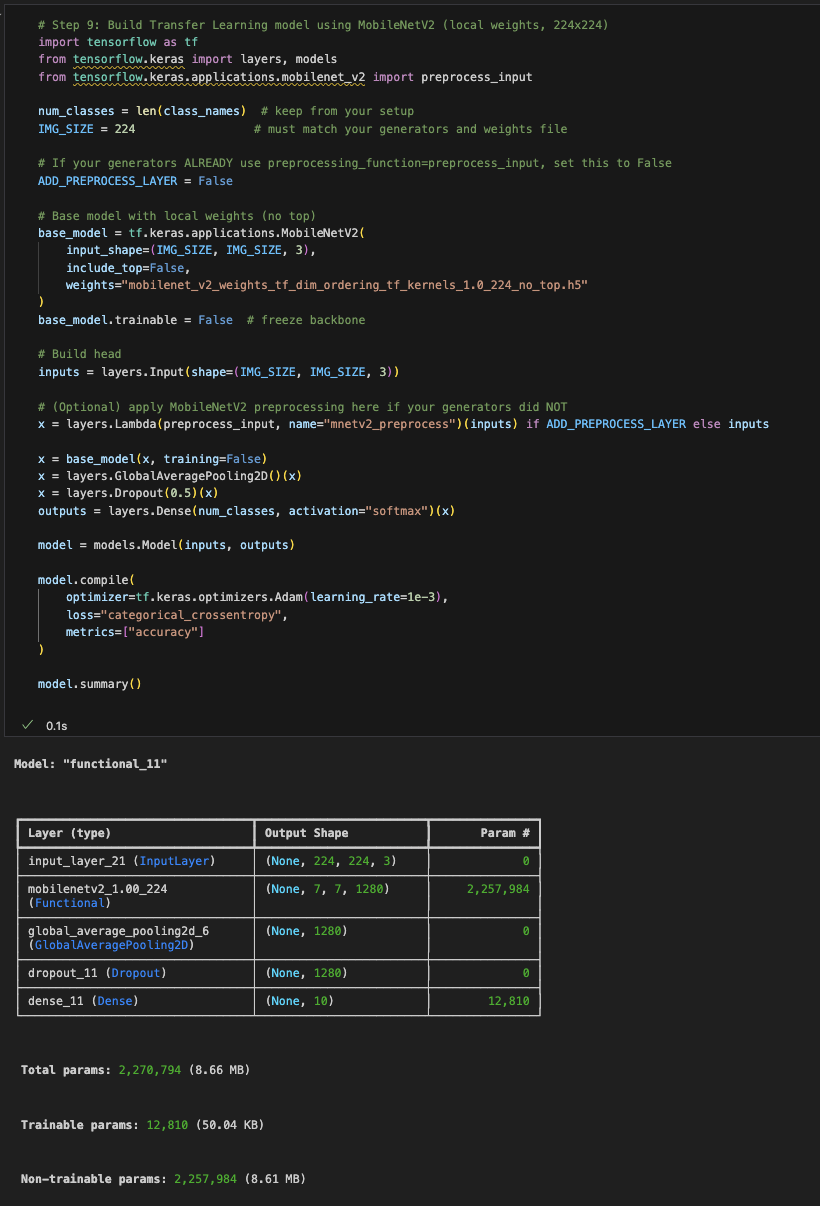 # Step 9: Build Transfer Learning model using MobileNetV2 (local weights, 224x224)
import tensorflow as tf
from tensorflow.keras import layers, models
from tensorflow.keras.applications.mobilenet_v2 import preprocess_input
num_classes = len(class_names)  # keep from your setup
IMG_SIZE = 224                 # must match your generators and weights file
# If your generators ALREADY use preprocessing_function=preprocess_input, set this to False
ADD_PREPROCESS_LAYER = False
# Base model with local weights (no top)
base_model = tf.keras.applications.MobileNetV2(
    input_shape=(IMG_SIZE, IMG_SIZE, 3),
    include_top=False,
    weights="mobilenet_v2_weights_tf_dim_ordering_tf_kernels_1.0_224_no_top.h5"
)
base_model.trainable = False  # freeze backbone
# Build head
inputs = layers.Input(shape=(IMG_SIZE, IMG_SIZE, 3))
# (Optional) apply MobileNetV2 preprocessing here if your generators did NOT
x = layers.Lambda(preprocess_input, name="mnetv2_preprocess")(inputs) if ADD_PREPROCESS_LAYER else inputs
x = base_model(x, training=False)
x = layers.GlobalAveragePooling2D()(x)
x = layers.Dropout(0.5)(x)
outputs = layers.Dense(num_classes, activation="softmax")(x)
model = models.Model(inputs, outputs)
model.compile(
    optimizer=tf.keras.optimizers.Adam(learning_rate=1e-3),
    loss="categorical_crossentropy",
    metrics=["accuracy"]
)
model.summary()
0.1s
Model: "functional_11"
Layer (type) Output Shape Param #
input_layer_21 (InputLayer) (None, 224, 224, 3) 0
mobilenetv2_1.00_224 (None, 7, 7, 1280) 2,257,984
(Functional)
global_average_pooling2d_6 (None, 1280) 0
(GlobalAveragePooling2D)
dropout_11 (Dropout) (None, 1280) 0
dense_11 (Dense) (None, 10) 12,810
Total params: 2,270,794 (8.66 MB)
Trainable params: 12,810 (50.04 KB)
Non-trainable params: 2,257,984 (8.61 MB)